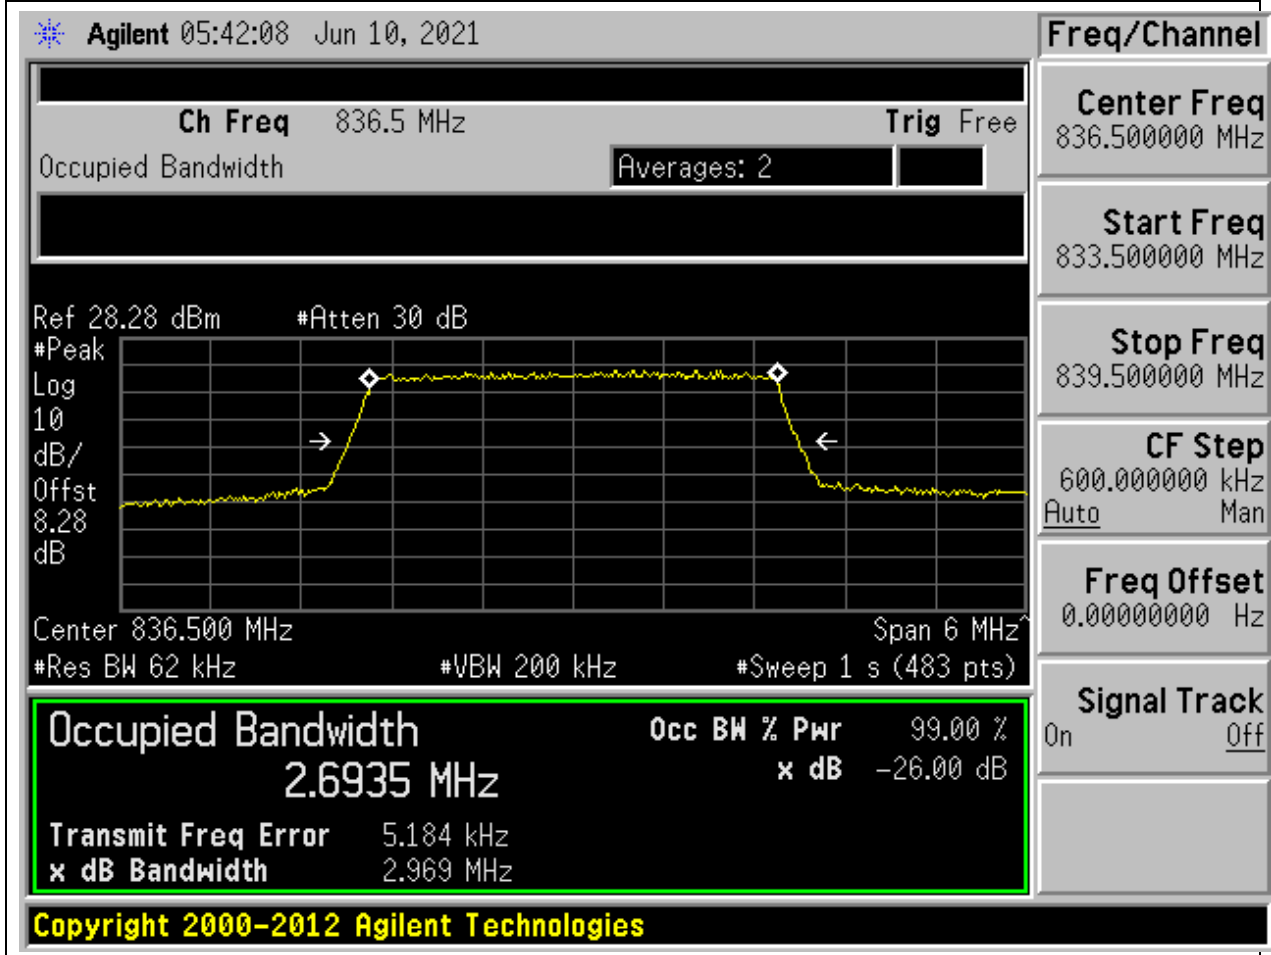 Agilent 05:42:08 Jun 10, 2021
Freq/Channel
Ch Freq 836.5 MHz Trig Free
Occupied Bandwidth Averages: 2
Center Freq
836.500000 MHz
Start Freq
833.500000 MHz
Stop Freq
839.500000 MHz
CF Step
600.000000 kHz
Auto Man
Freq Offset
0.00000000 Hz
Signal Track
On Off
Ref 28.28 dBm #Atten 30 dB
#Peak
Log
10
dB/
Offst
8.28
dB
Center 836.500 MHz Span 6 MHz^
#Res BW 62 kHz #VBW 200 kHz #Sweep 1 s (483 pts)
Occupied Bandwidth Occ BW % Pwr 99.00 %
2.6935 MHz x dB -26.00 dB
Transmit Freq Error 5.184 kHz
x dB Bandwidth 2.969 MHz
Copyright 2000-2012 Agilent Technologies